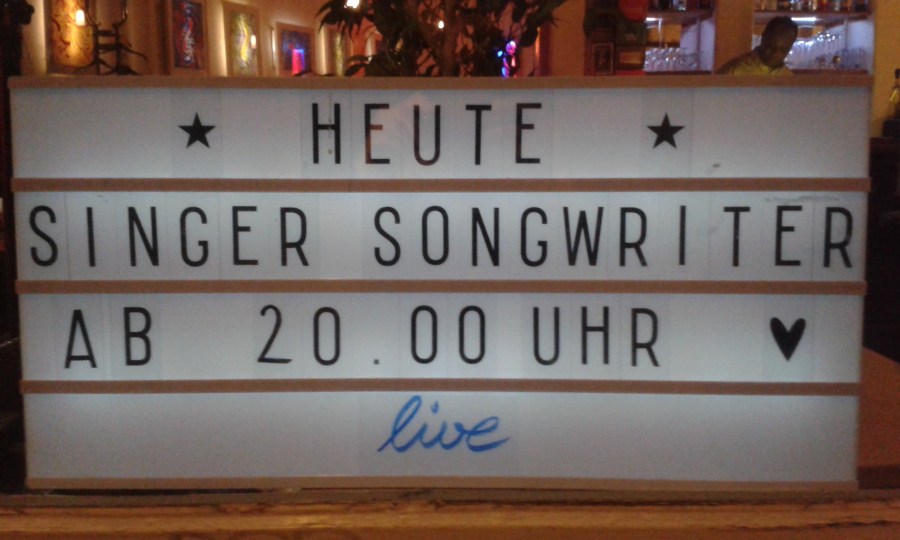 ★ HEUTE ★
SINGER SONGWRITER
AB 20.00 UHR ♥
live